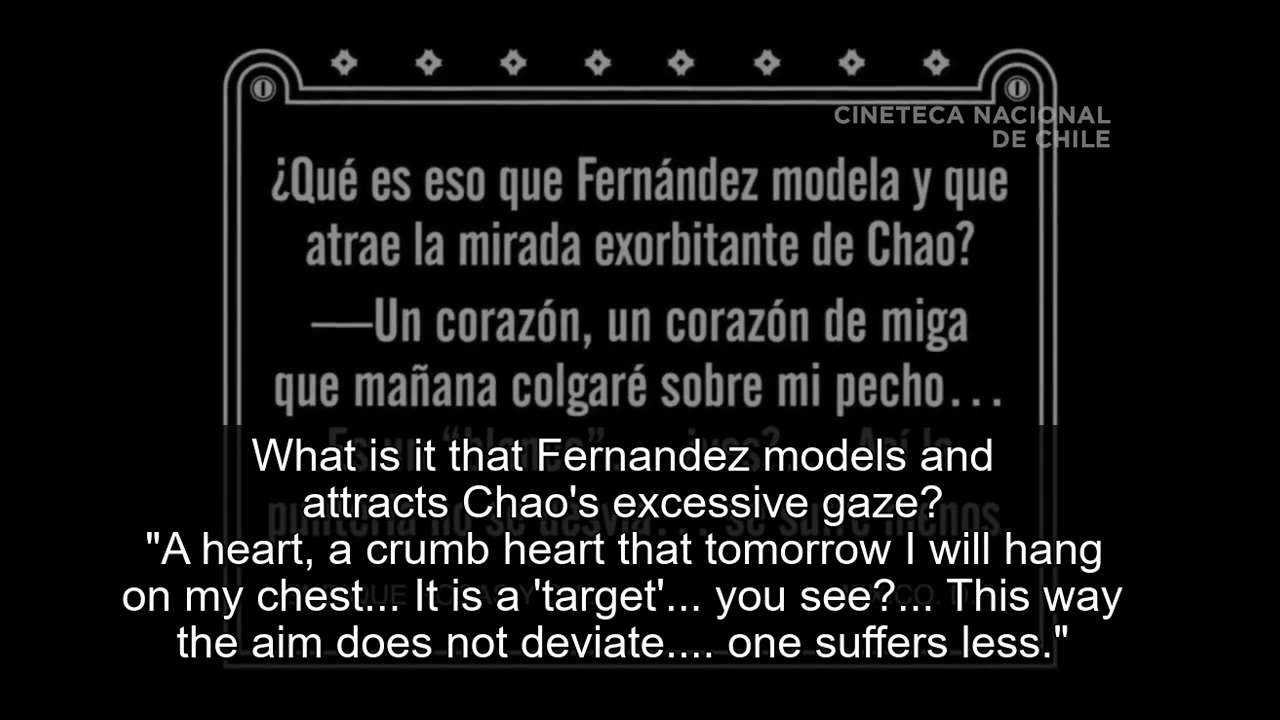 CINETECA NACIONAL
DE CHILE
¿Qué es eso que Fernández modela y que
atrae la mirada exorbitante de Chao?
—Un corazón, un corazón de miga
que mañana colgaré sobre mi pecho...
What is it that Fernandez models and
attracts Chao's excessive gaze?
"A heart, a crumb heart that tomorrow I will hang
on my chest... It is a 'target'... you see?... This way
the aim does not deviate.... one suffers less."